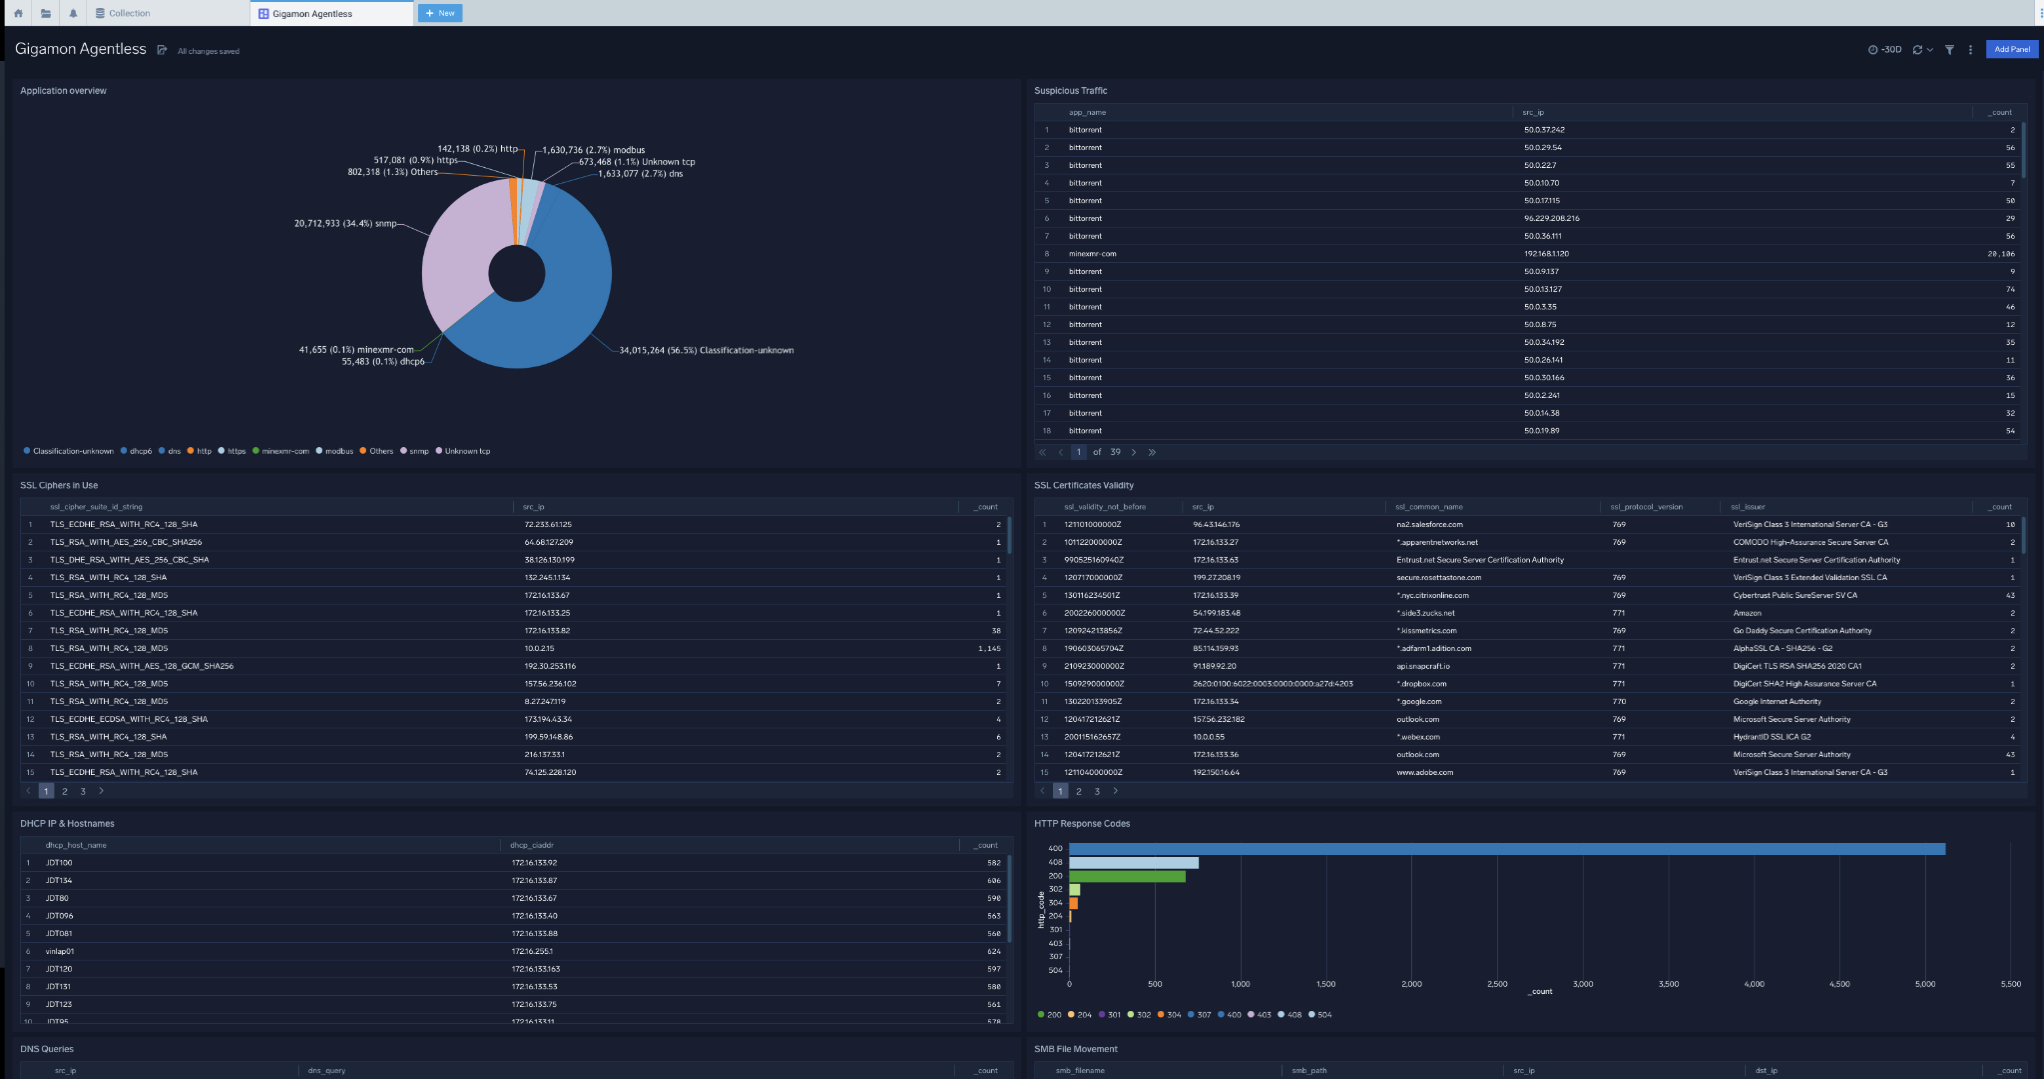 Collection
Gigamon Agentless
+ New
Gigamon Agentless
All changes saved
-30D
Add Panel
Application overview
142,138 (0.2%) http
1,630,736 (2.7%) modbus
517,081 (0.9%) https
673,468 (1.1%) Unknown tcp
802,318 (1.3%) Others
1,633,077 (2.7%) dns
20,712,933 (34.4%) snmp
41,655 (0.1%) minexmr-com
34,015,264 (56.5%) Classification-unknown
55,483 (0.1%) dhcp6
Classification-unknown dhcp6 dns http https minexmr-com modbus Others snmp Unknown tcp
Suspicious Traffic
app_name src_ip _count
1 bittorrent 50.0.37.242 2
2 bittorrent 50.0.29.54 56
3 bittorrent 50.0.22.7 55
4 bittorrent 50.0.10.70 7
5 bittorrent 50.0.17.115 50
6 bittorrent 96.229.208.216 29
7 bittorrent 50.0.36.111 56
8 minexmr-com 192.168.1.120 20,106
9 bittorrent 50.0.9.137 9
10 bittorrent 50.0.13.127 74
11 bittorrent 50.0.3.35 46
12 bittorrent 50.0.8.75 12
13 bittorrent 50.0.34.192 35
14 bittorrent 50.0.26.141 11
15 bittorrent 50.0.30.166 36
16 bittorrent 50.0.2.241 15
17 bittorrent 50.0.14.38 32
18 bittorrent 50.0.19.89 54
1 of 39
SSL Ciphers in Use
ssl_cipher_suite_id_string src_ip _count
1 TLS_ECDHE_RSA_WITH_RC4_128_SHA 72.233.61.125 2
2 TLS_RSA_WITH_AES_256_CBC_SHA256 64.68.127.209 1
3 TLS_DHE_RSA_WITH_AES_256_CBC_SHA 38.126.130.199 1
4 TLS_RSA_WITH_RC4_128_SHA 132.245.1.134 1
5 TLS_RSA_WITH_RC4_128_MD5 172.16.133.67 1
6 TLS_ECDHE_RSA_WITH_RC4_128_SHA 172.16.133.25 1
7 TLS_RSA_WITH_RC4_128_MD5 172.16.133.82 38
8 TLS_RSA_WITH_RC4_128_MD5 10.0.2.15 1,145
9 TLS_ECDHE_RSA_WITH_AES_128_GCM_SHA256 192.30.253.116 1
10 TLS_RSA_WITH_RC4_128_MD5 157.56.236.102 7
11 TLS_RSA_WITH_RC4_128_MD5 8.27.247.119 2
12 TLS_ECDHE_ECDSA_WITH_RC4_128_SHA 173.194.43.34 4
13 TLS_RSA_WITH_RC4_128_SHA 199.59.148.86 6
14 TLS_RSA_WITH_RC4_128_MD5 216.137.33.1 2
15 TLS_ECDHE_RSA_WITH_RC4_128_SHA 74.125.228.120 2
1 2 3
SSL Certificates Validity
ssl_validity_not_before src_ip ssl_common_name ssl_protocol_version ssl_issuer _count
1 121101000000Z 96.43.146.176 na2.salesforce.com 769 VeriSign Class 3 International Server CA - G3 10
2 101122000000Z 172.16.133.27 *.apparentnetworks.net 769 COMODO High-Assurance Secure Server CA 2
3 990525160940Z 172.16.133.63 Entrust.net Secure Server Certification Authority Entrust.net Secure Server Certification Authority 1
4 120717000000Z 199.27.208.19 secure.rosettastone.com 769 VeriSign Class 3 Extended Validation SSL CA 1
5 130116234501Z 172.16.133.39 *.nyc.citrixonline.com 769 Cybertrust Public SureServer SV CA 43
6 200226000000Z 54.199.183.48 *.side3.zucks.net 771 Amazon 2
7 120924213856Z 72.44.52.222 *.kissmetrics.com 769 Go Daddy Secure Certification Authority 2
8 190603065704Z 85.114.159.93 *.adfarm1.adition.com 771 AlphaSSL CA - SHA256 - G2 2
9 210923000000Z 91.189.92.20 api.snapcraft.io 771 DigiCert TLS RSA SHA256 2020 CA1 2
10 150929000000Z 2620:0100:6022:0003:0000:0000:a27d:4203 *.dropbox.com 771 DigiCert SHA2 High Assurance Server CA 1
11 130220133905Z 172.16.133.34 *.google.com 770 Google Internet Authority 2
12 120417212621Z 157.56.232.182 outlook.com 769 Microsoft Secure Server Authority 2
13 200115162657Z 10.0.0.55 *.webex.com 771 HydrantID SSL ICA G2 4
14 120417212621Z 172.16.133.36 outlook.com 769 Microsoft Secure Server Authority 43
15 121104000000Z 192.150.16.64 www.adobe.com 769 VeriSign Class 3 International Server CA - G3 1
1 2 3
DHCP IP & Hostnames
dhcp_host_name dhcp_ciaddr _count
1 JDT100 172.16.133.92 582
2 JDT134 172.16.133.87 606
3 JDT80 172.16.133.67 590
4 JDT096 172.16.133.40 563
5 JDT081 172.16.133.88 560
6 vinlap01 172.16.255.1 624
7 JDT120 172.16.133.163 597
8 JDT131 172.16.133.53 580
9 JDT123 172.16.133.75 561
10 JDT95 172.16.133.11 578
HTTP Response Codes
http_code
400
408
200
302
304
204
301
403
307
504
0 500 1,000 1,500 2,000 2,500 3,000 3,500 4,000 4,500 5,000 5,500
_count
200 204 301 302 304 307 400 403 408 504
DNS Queries
src_ip dns_query _count
SMB File Movement
smb_filename smb_path src_ip dst_ip _count